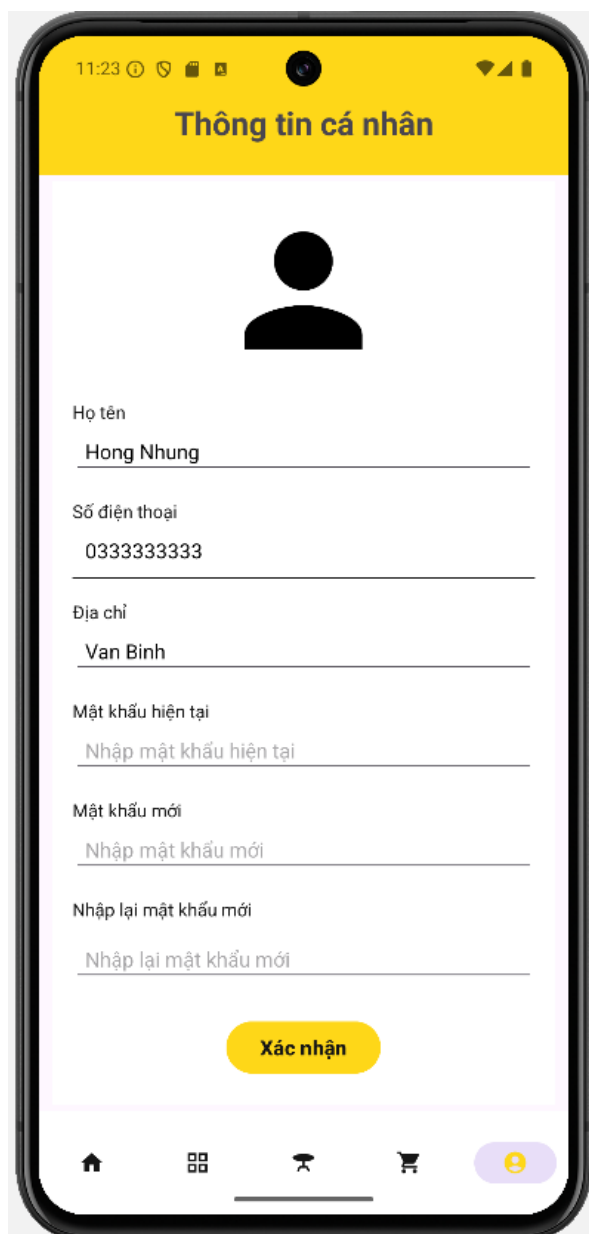 11:23
Thông tin cá nhân
Họ tên
Hong Nhung
Số điện thoại
0333333333
Địa chỉ
Van Binh
Mật khẩu hiện tại
Nhập mật khẩu hiện tại
Mật khẩu mới
Nhập mật khẩu mới
Nhập lại mật khẩu mới
Nhập lại mật khẩu mới
Xác nhận